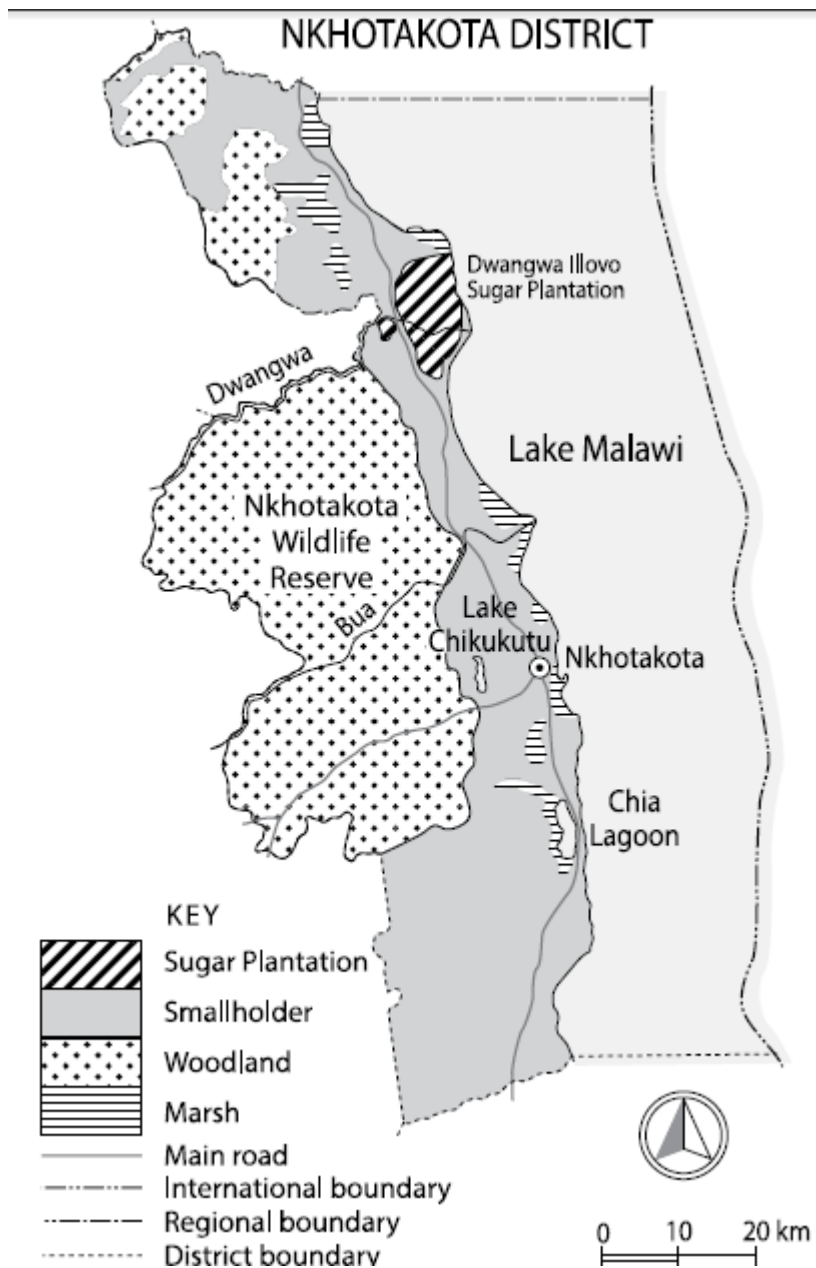 NKHOTAKOTA DISTRICT
Dwangwa Illovo
Sugar Plantation
Dwangwa
Lake Malawi
Nkhotakota
Wildlife
Reserve
Bua
Lake
Chikukutu
Nkhotakota
Chia
Lagoon
KEY
Sugar Plantation
Smallholder
Woodland
Marsh
Main road
International boundary
Regional boundary
District boundary
0 10 20 km